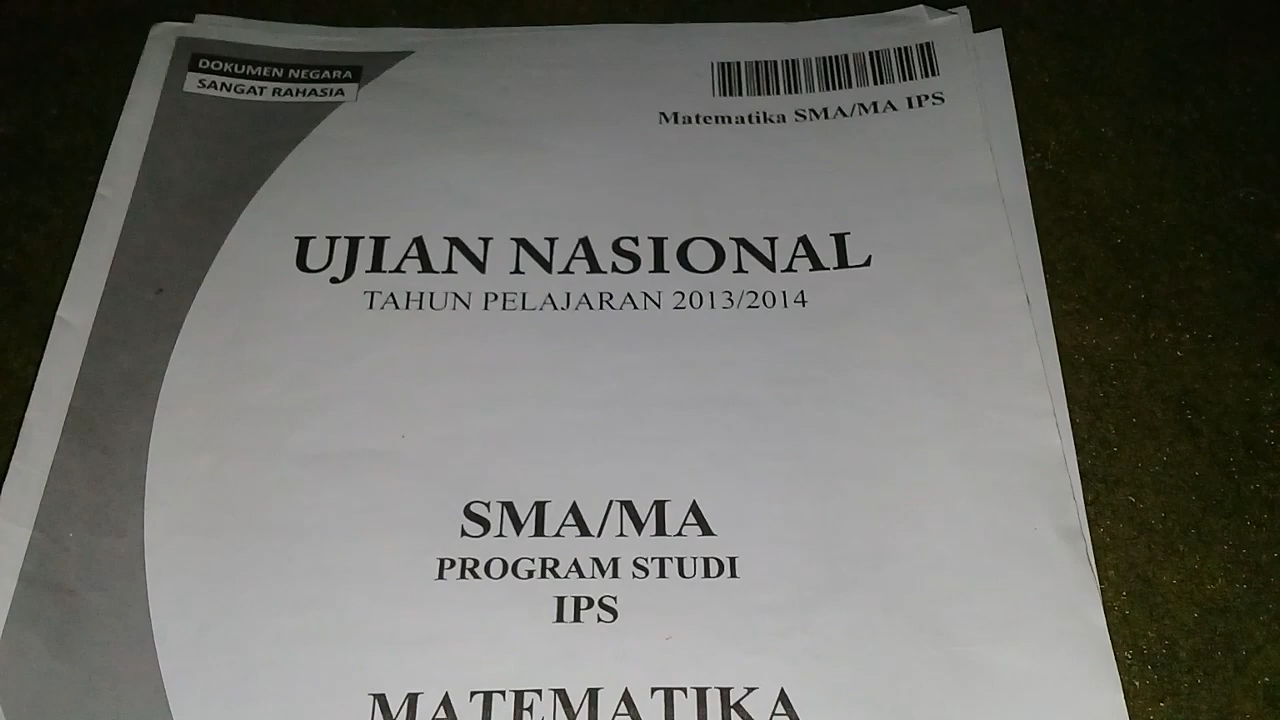 DOKUMEN NEGARA
SANGAT RAHASIA
Matematika SMA/MA IPS
UJIAN NASIONAL
TAHUN PELAJARAN 2013/2014
SMA/MA
PROGRAM STUDI
IPS
MATEMATIKA